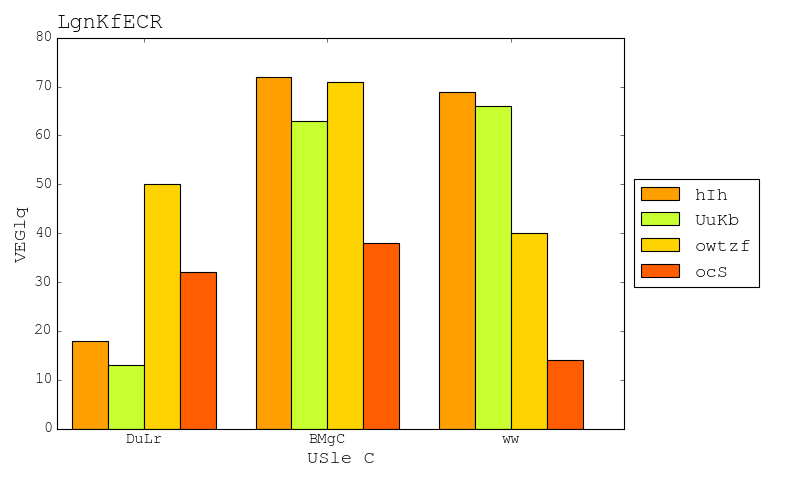 LgnKfECR
80
70
60
50
40
30
20
10
0
VEGlq
DuLr BMgC ww
USle C
hIh
UuKb
owtzf
ocS